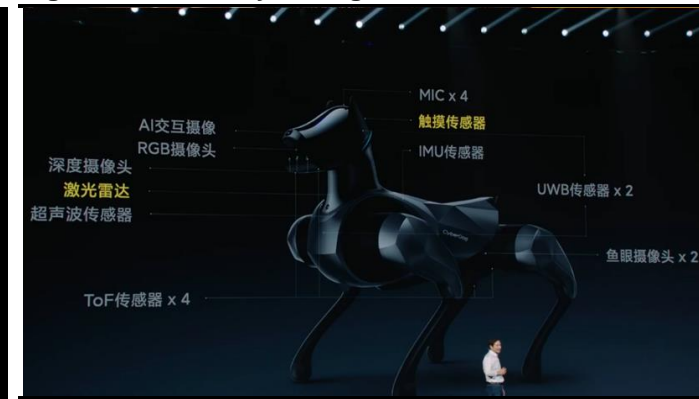 MIC x 4
触摸传感器
IMU传感器
AI交互摄像
RGB摄像头
深度摄像头
激光雷达
超声波传感器
UWB传感器 x 2
鱼眼摄像头 x 2
ToF传感器 x 4